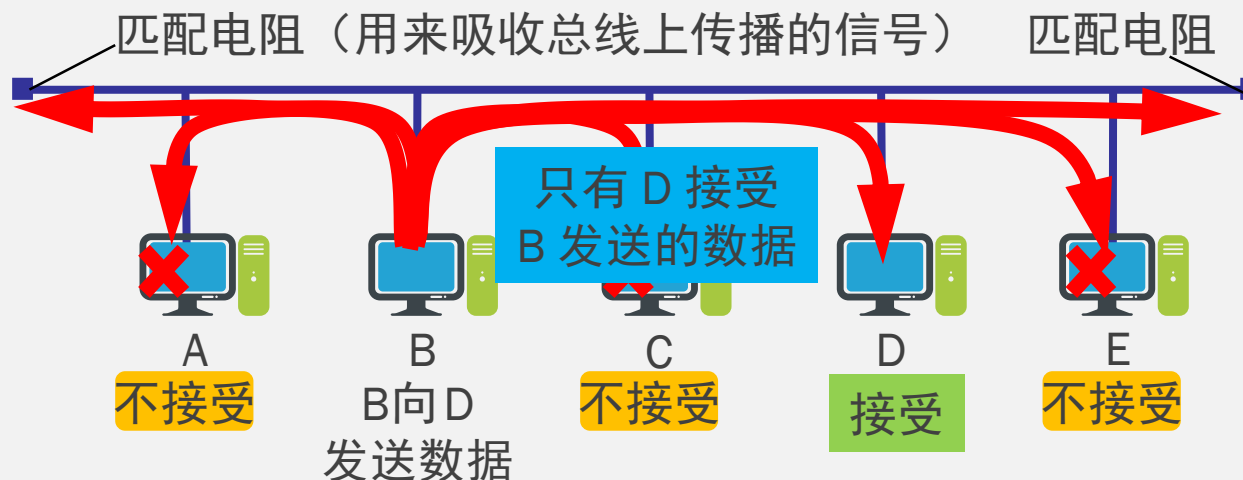 匹配电阻（用来吸收总线上传播的信号）
匹配电阻
只有 D 接受
B 发送的数据
A
B
C
D
E
不接受
B向D
发送数据
不接受
接受
不接受